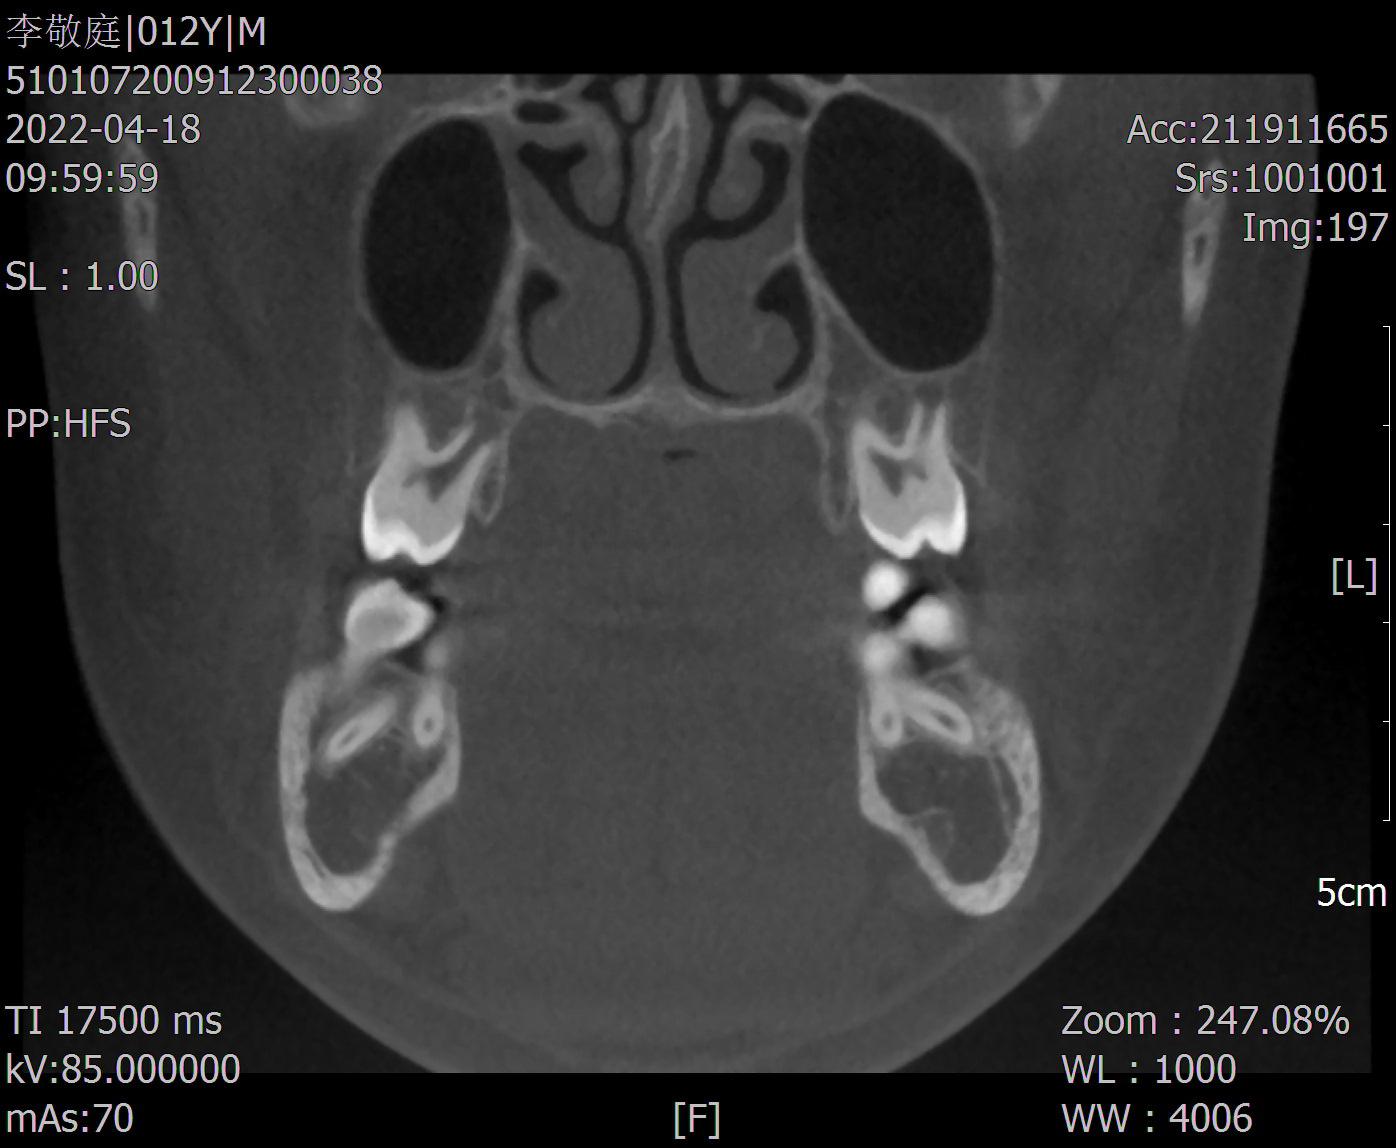 李敬庭|012Y|M
510107200912300038
2022-04-18
09:59:59
SL : 1.00
PP:HFS
Acc:211911665
Srs:1001001
Img:197
[L]
5cm
TI 17500 ms
kV:85.000000
mAs:70
[F]
Zoom : 247.08%
WL : 1000
WW : 4006